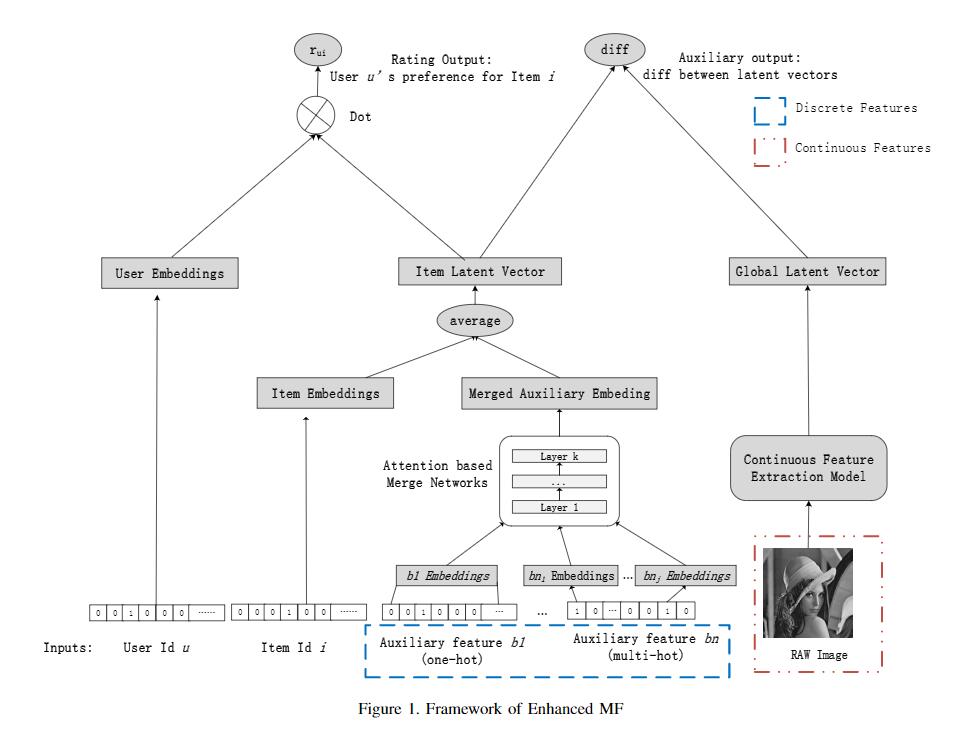 r_ui
Rating Output:
User u's preference for Item i
diff
Auxiliary output:
diff between latent vectors
Dot
Discrete Features
Continuous Features
User Embeddings
Item Latent Vector
Global Latent Vector
average
Item Embeddings
Merged Auxiliary Embeding
Attention based
Merge Networks
Layer k
...
Layer 1
Continuous Feature
Extraction Model
b1 Embeddings
bn_i Embeddings
...
bn_j Embeddings
0 0 1 0 0 0 ······
0 0 0 1 0 0 ······
0 0 1 0 0 0 ...
...
1 0 ... 0 0 1 0
Inputs:
User Id u
Item Id i
Auxiliary feature b1
(one-hot)
Auxiliary feature bn
(multi-hot)
RAW Image
Figure 1. Framework of Enhanced MF